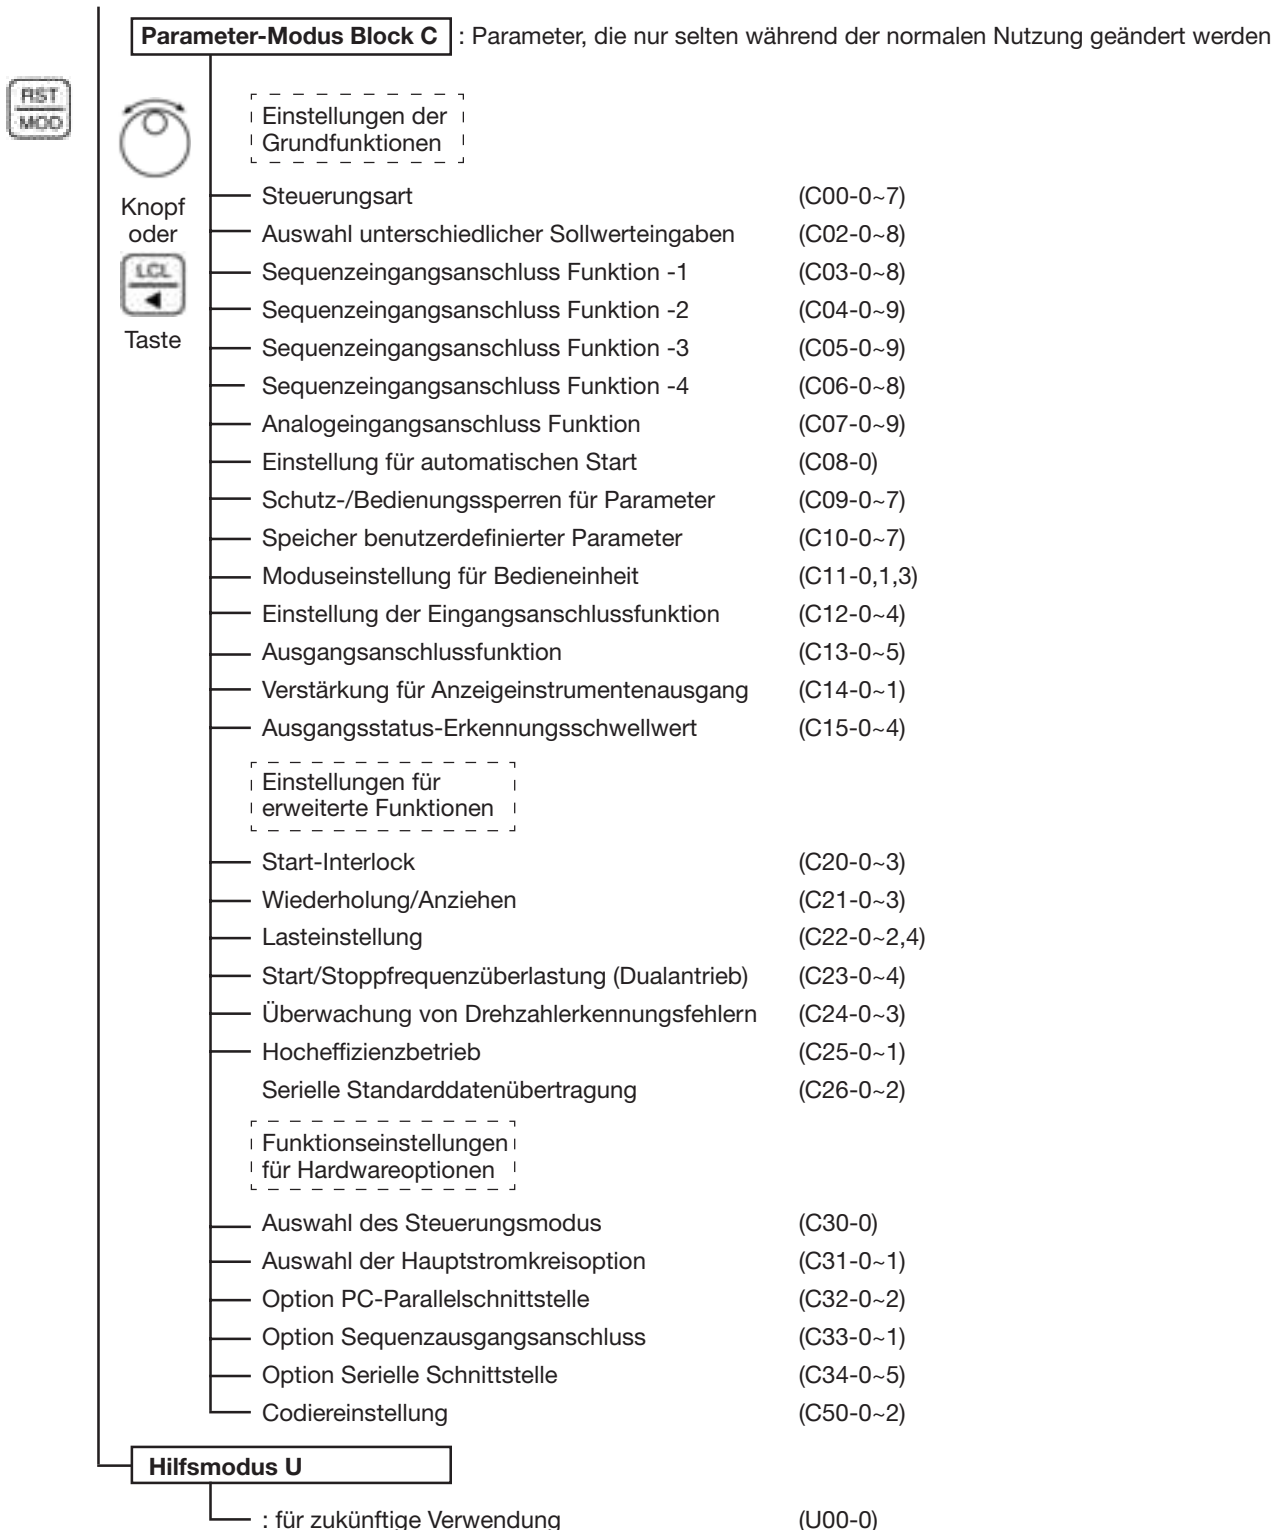 Parameter-Modus Block C : Parameter, die nur selten während der normalen Nutzung geändert werden
RST
MOD
Einstellungen der
Grundfunktionen
Knopf
oder
LCL
◄
Taste
Steuerungsart (C00-0~7)
Auswahl unterschiedlicher Sollwerteingaben (C02-0~8)
Sequenzeingangsanschluss Funktion -1 (C03-0~8)
Sequenzeingangsanschluss Funktion -2 (C04-0~9)
Sequenzeingangsanschluss Funktion -3 (C05-0~9)
Sequenzeingangsanschluss Funktion -4 (C06-0~8)
Analogeingangsanschluss Funktion (C07-0~9)
Einstellung für automatischen Start (C08-0)
Schutz-/Bedienungssperren für Parameter (C09-0~7)
Speicher benutzerdefinierter Parameter (C10-0~7)
Moduseinstellung für Bedieneinheit (C11-0,1,3)
Einstellung der Eingangsanschlussfunktion (C12-0~4)
Ausgangsanschlussfunktion (C13-0~5)
Verstärkung für Anzeigeinstrumentenausgang (C14-0~1)
Ausgangsstatus-Erkennungsschwellwert (C15-0~4)
Einstellungen für
erweiterte Funktionen
Start-Interlock (C20-0~3)
Wiederholung/Anziehen (C21-0~3)
Lasteinstellung (C22-0~2,4)
Start/Stoppfrequenzüberlastung (Dualantrieb) (C23-0~4)
Überwachung von Drehzahlerkennungsfehlern (C24-0~3)
Hocheffizienzbetrieb (C25-0~1)
Serielle Standarddatenübertragung (C26-0~2)
Funktionseinstellungen
für Hardwareoptionen
Auswahl des Steuerungsmodus (C30-0)
Auswahl der Hauptstromkreisoption (C31-0~1)
Option PC-Parallelschnittstelle (C32-0~2)
Option Sequenzausgangsanschluss (C33-0~1)
Option Serielle Schnittstelle (C34-0~5)
Codiereinstellung (C50-0~2)
Hilfsmodus U
: für zukünftige Verwendung (U00-0)